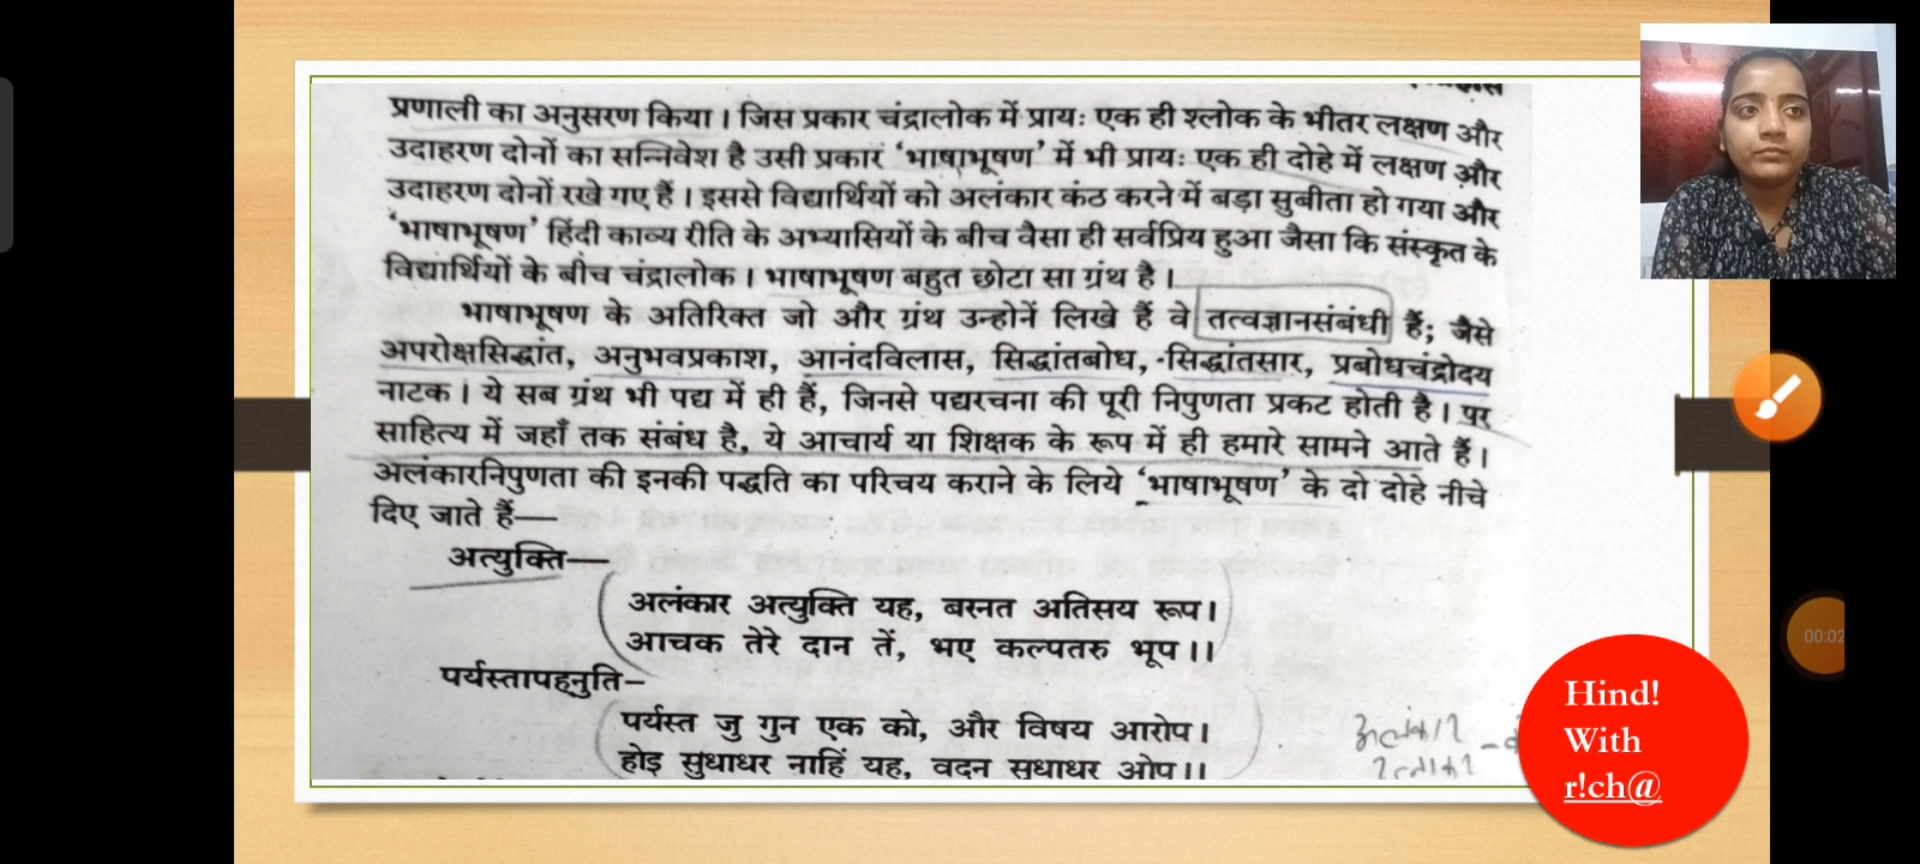 प्रणाली का अनुसरण किया। जिस प्रकार चंद्रालोक में प्रायः एक ही श्लोक के भीतर लक्षण और
उदाहरण दोनों का सन्निवेश है उसी प्रकार 'भाषाभूषण' में भी प्रायः एक ही दोहे में लक्षण और
उदाहरण दोनों रखे गए हैं। इससे विद्यार्थियों को अलंकार कंठ करने में बड़ा सुबीता हो गया और
'भाषाभूषण' हिंदी काव्य रीति के अभ्यासियों के बीच वैसा ही सर्वप्रिय हुआ जैसा कि संस्कृत के
विद्यार्थियों के बीच चंद्रालोक। भाषाभूषण बहुत छोटा सा ग्रंथ है।
भाषाभूषण के अतिरिक्त जो और ग्रंथ उन्होनें लिखे हैं वे तत्वज्ञानसंबंधी हैं; जैसे
अपरोक्षसिद्धांत, अनुभवप्रकाश, आनंदविलास, सिद्धांतबोध, सिद्धांतसार, प्रबोधचंद्रोदय
नाटक। ये सब ग्रंथ भी पद्य में ही हैं, जिनसे पद्यरचना की पूरी निपुणता प्रकट होती है। पर
साहित्य में जहाँ तक संबंध है, ये आचार्य या शिक्षक के रूप में ही हमारे सामने आते हैं।
अलंकारनिपुणता की इनकी पद्धति का परिचय कराने के लिये 'भाषाभूषण' के दो दोहे नीचे
दिए जाते हैं—
अत्युक्ति—
अलंकार अत्युक्ति यह, बरनत अतिसय रूप।
आचक तेरे दान तें, भए कल्पतरु भूप।।
पर्यस्तापह्नुति–
पर्यस्त जु गुन एक को, और विषय आरोप।
होइ सुधाधर नाहिं यह, वदन सुधाधर ओप।।
अलंकार
Hind!
With
r!ch@
00:02